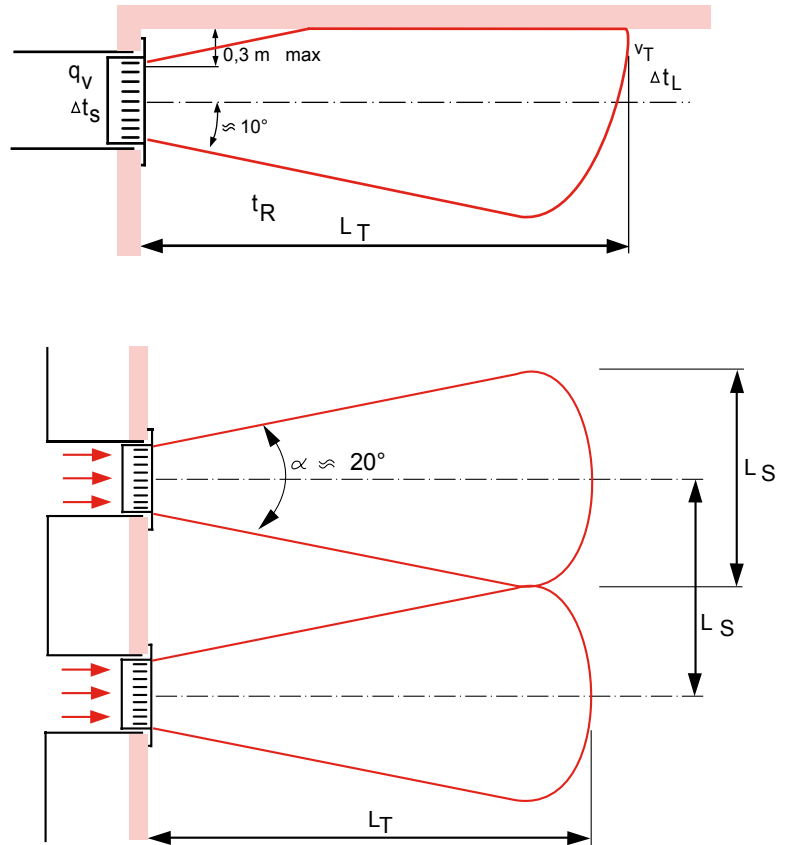 0,3 m max
v_T
q_v
Δt_L
Δt_s
≈ 10°
t_R
L_T
α ≈ 20°
L_S
L_S
L_T